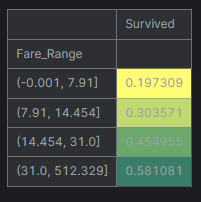 Survived
Fare_Range
(-0.001, 7.91] 0.197309
(7.91, 14.454] 0.303571
(14.454, 31.0] 0.454955
(31.0, 512.329] 0.581081